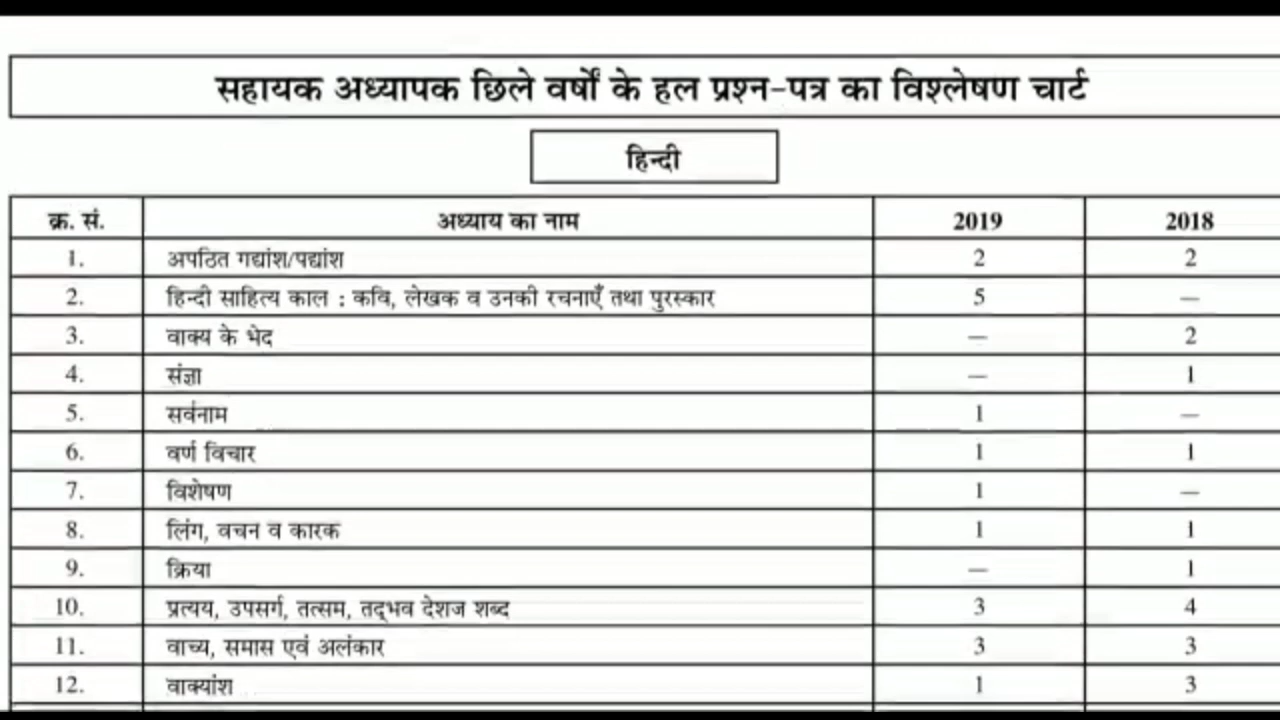 सहायक अध्यापक छिले वर्षों के हल प्रश्न-पत्र का विश्लेषण चार्ट
हिन्दी
क्र. सं. अध्याय का नाम 2019 2018
1. अपठित गद्यांश/पद्यांश 2 2
2. हिन्दी साहित्य काल : कवि, लेखक व उनकी रचनाएँ तथा पुरस्कार 5 —
3. वाक्य के भेद — 2
4. संज्ञा — 1
5. सर्वनाम 1 —
6. वर्ण विचार 1 1
7. विशेषण 1 —
8. लिंग, वचन व कारक 1 1
9. क्रिया — 1
10. प्रत्यय, उपसर्ग, तत्सम, तद्भव देशज शब्द 3 4
11. वाच्य, समास एवं अलंकार 3 3
12. वाक्यांश 1 3